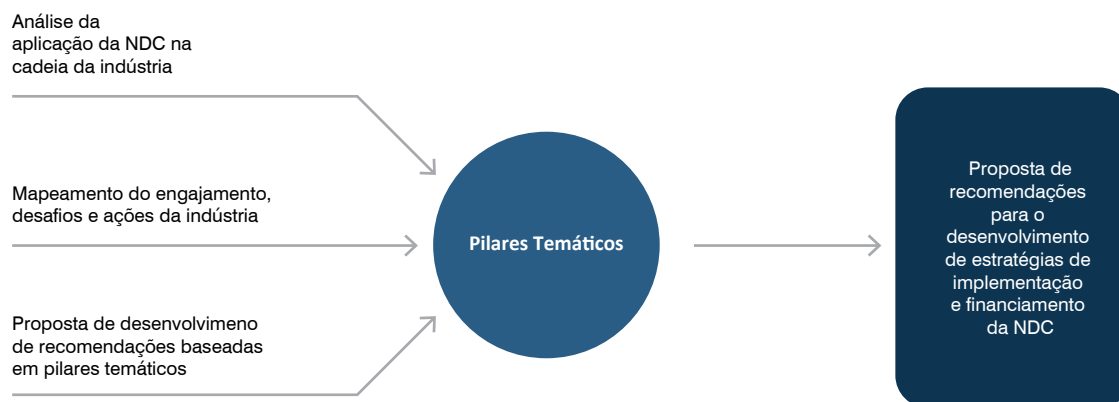 Análise da
aplicação da NDC na
cadeia da indústria
Mapeamento do engajamento,
desafios e ações da indústria
Proposta de desenvolvimeno
de recomendações baseadas
em pilares temáticos
Pilares Temáticos
Proposta de
recomendações
para o
desenvolvimento
de estratégias de
implementação
e financiamento
da NDC